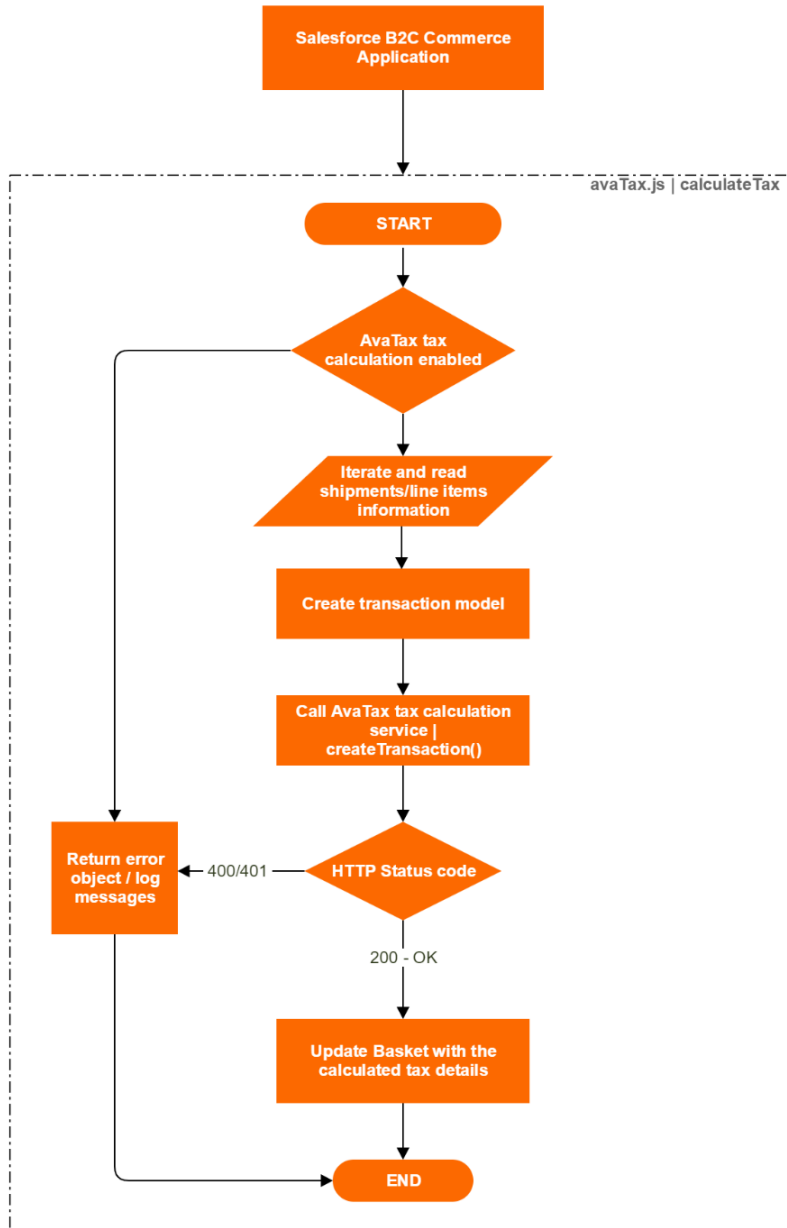 Salesforce B2C Commerce
Application
avaTax.js | calculateTax
START
AvaTax tax
calculation enabled
Iterate and read
shipments/line items
information
Create transaction model
Call AvaTax tax calculation
service |
createTransaction()
Return error
object / log
messages
400/401
HTTP Status code
200 - OK
Update Basket with the
calculated tax details
END